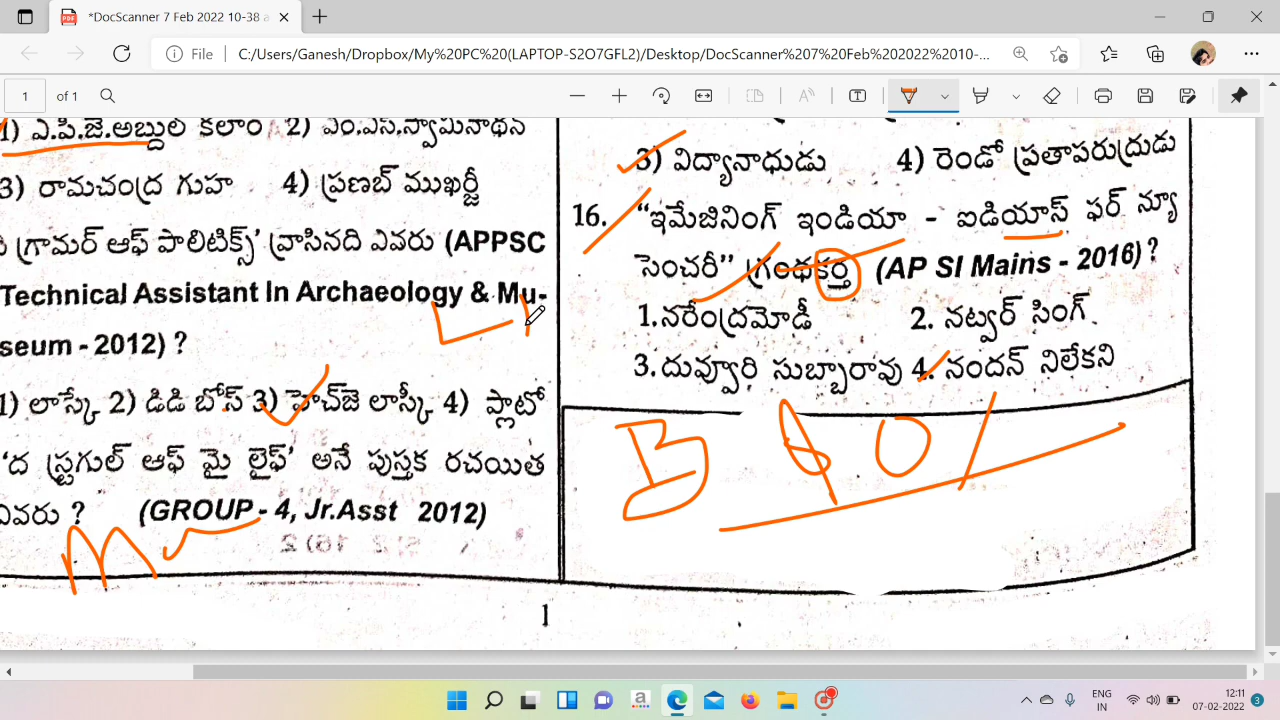 *DocScanner 7 Feb 2022 10-38 a
File C:/Users/Ganesh/Dropbox/My%20PC%20(LAPTOP-S2O7GFL2)/Desktop/DocScanner%207%20Feb%202022%2010-...
1 of 1
1) ఎ.పి.జె.అబ్దుల్ కలాం 2) ఎం.ఎస్.స్వామినాథన్
3) రామచంద్ర గుహ 4) ప్రణబ్ ముఖర్జీ
గ్రామర్ ఆఫ్ పాలిటిక్స్' వ్రాసినది ఎవరు (APPSC
Technical Assistant In Archaeology & Mu-
seum - 2012) ?
1) లాస్కే 2) డిడి బోస్ 3) హెచ్‌జె లాస్కీ 4) ప్లాటో
'ద స్ట్రగుల్ ఆఫ్ మై లైఫ్' అనే పుస్తక రచయిత
ఎవరు ? (GROUP - 4, Jr.Asst 2012)
3) విద్యానాధుడు 4) రెండో ప్రతాపరుద్రుడు
16. "ఇమేజినింగ్ ఇండియా - ఐడియాస్ ఫర్ న్యూ
సెంచరీ" గ్రంథకర్త (AP SI Mains - 2016) ?
1.నరేంద్రమోడీ 2. నట్వర్ సింగ్
3.దువ్వూరి సుబ్బారావు 4. నందన్ నిలేకని
1
ENG
IN
12:11
07-02-2022
3